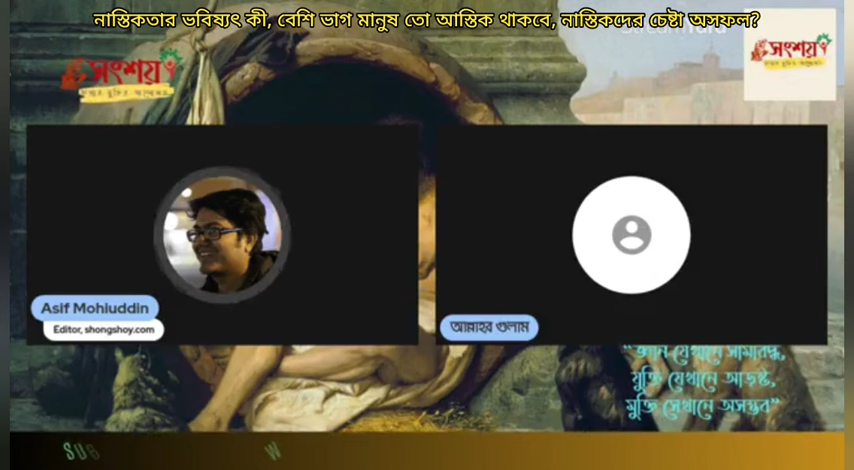 নাস্তিকতার ভবিষ্যৎ কী, বেশি ভাগ মানুষ তো আস্তিক থাকবে, নাস্তিকদের চেষ্টা অসফল?
সংশয়
সংশয়
Asif Mohiuddin
Editor, shongshoy.com
আল্লাহর গুলাম
"জ্ঞান যেখানে সীমাবদ্ধ,
যুক্তি যেখানে আড়ষ্ট,
মুক্তি সেখানে অসম্ভব"
SUB
W